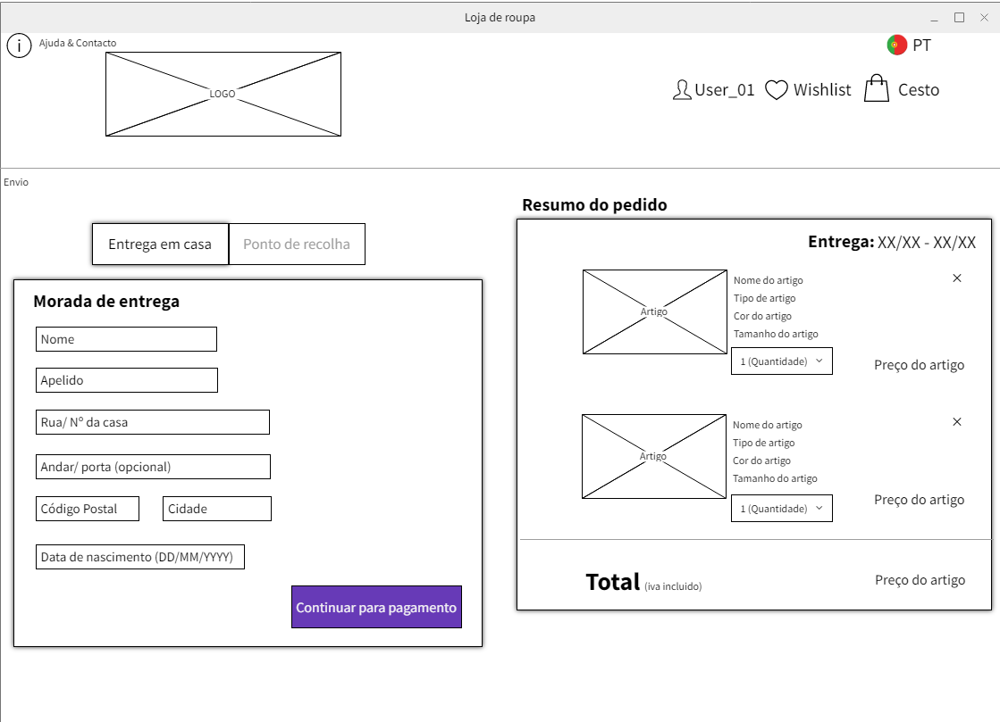 Loja de roupa
i
Ajuda & Contacto
PT
LOGO
User_01
Wishlist
Cesto
Envio
Entrega em casa
Ponto de recolha
Morada de entrega
Nome
Apelido
Rua/ Nº da casa
Andar/ porta (opcional)
Código Postal
Cidade
Data de nascimento (DD/MM/YYYY)
Continuar para pagamento
Resumo do pedido
Entrega: XX/XX - XX/XX
Artigo
Nome do artigo
Tipo de artigo
Cor do artigo
Tamanho do artigo
1 (Quantidade)
Preço do artigo
Artigo
Nome do artigo
Tipo de artigo
Cor do artigo
Tamanho do artigo
1 (Quantidade)
Preço do artigo
Total (iva incluido)
Preço do artigo